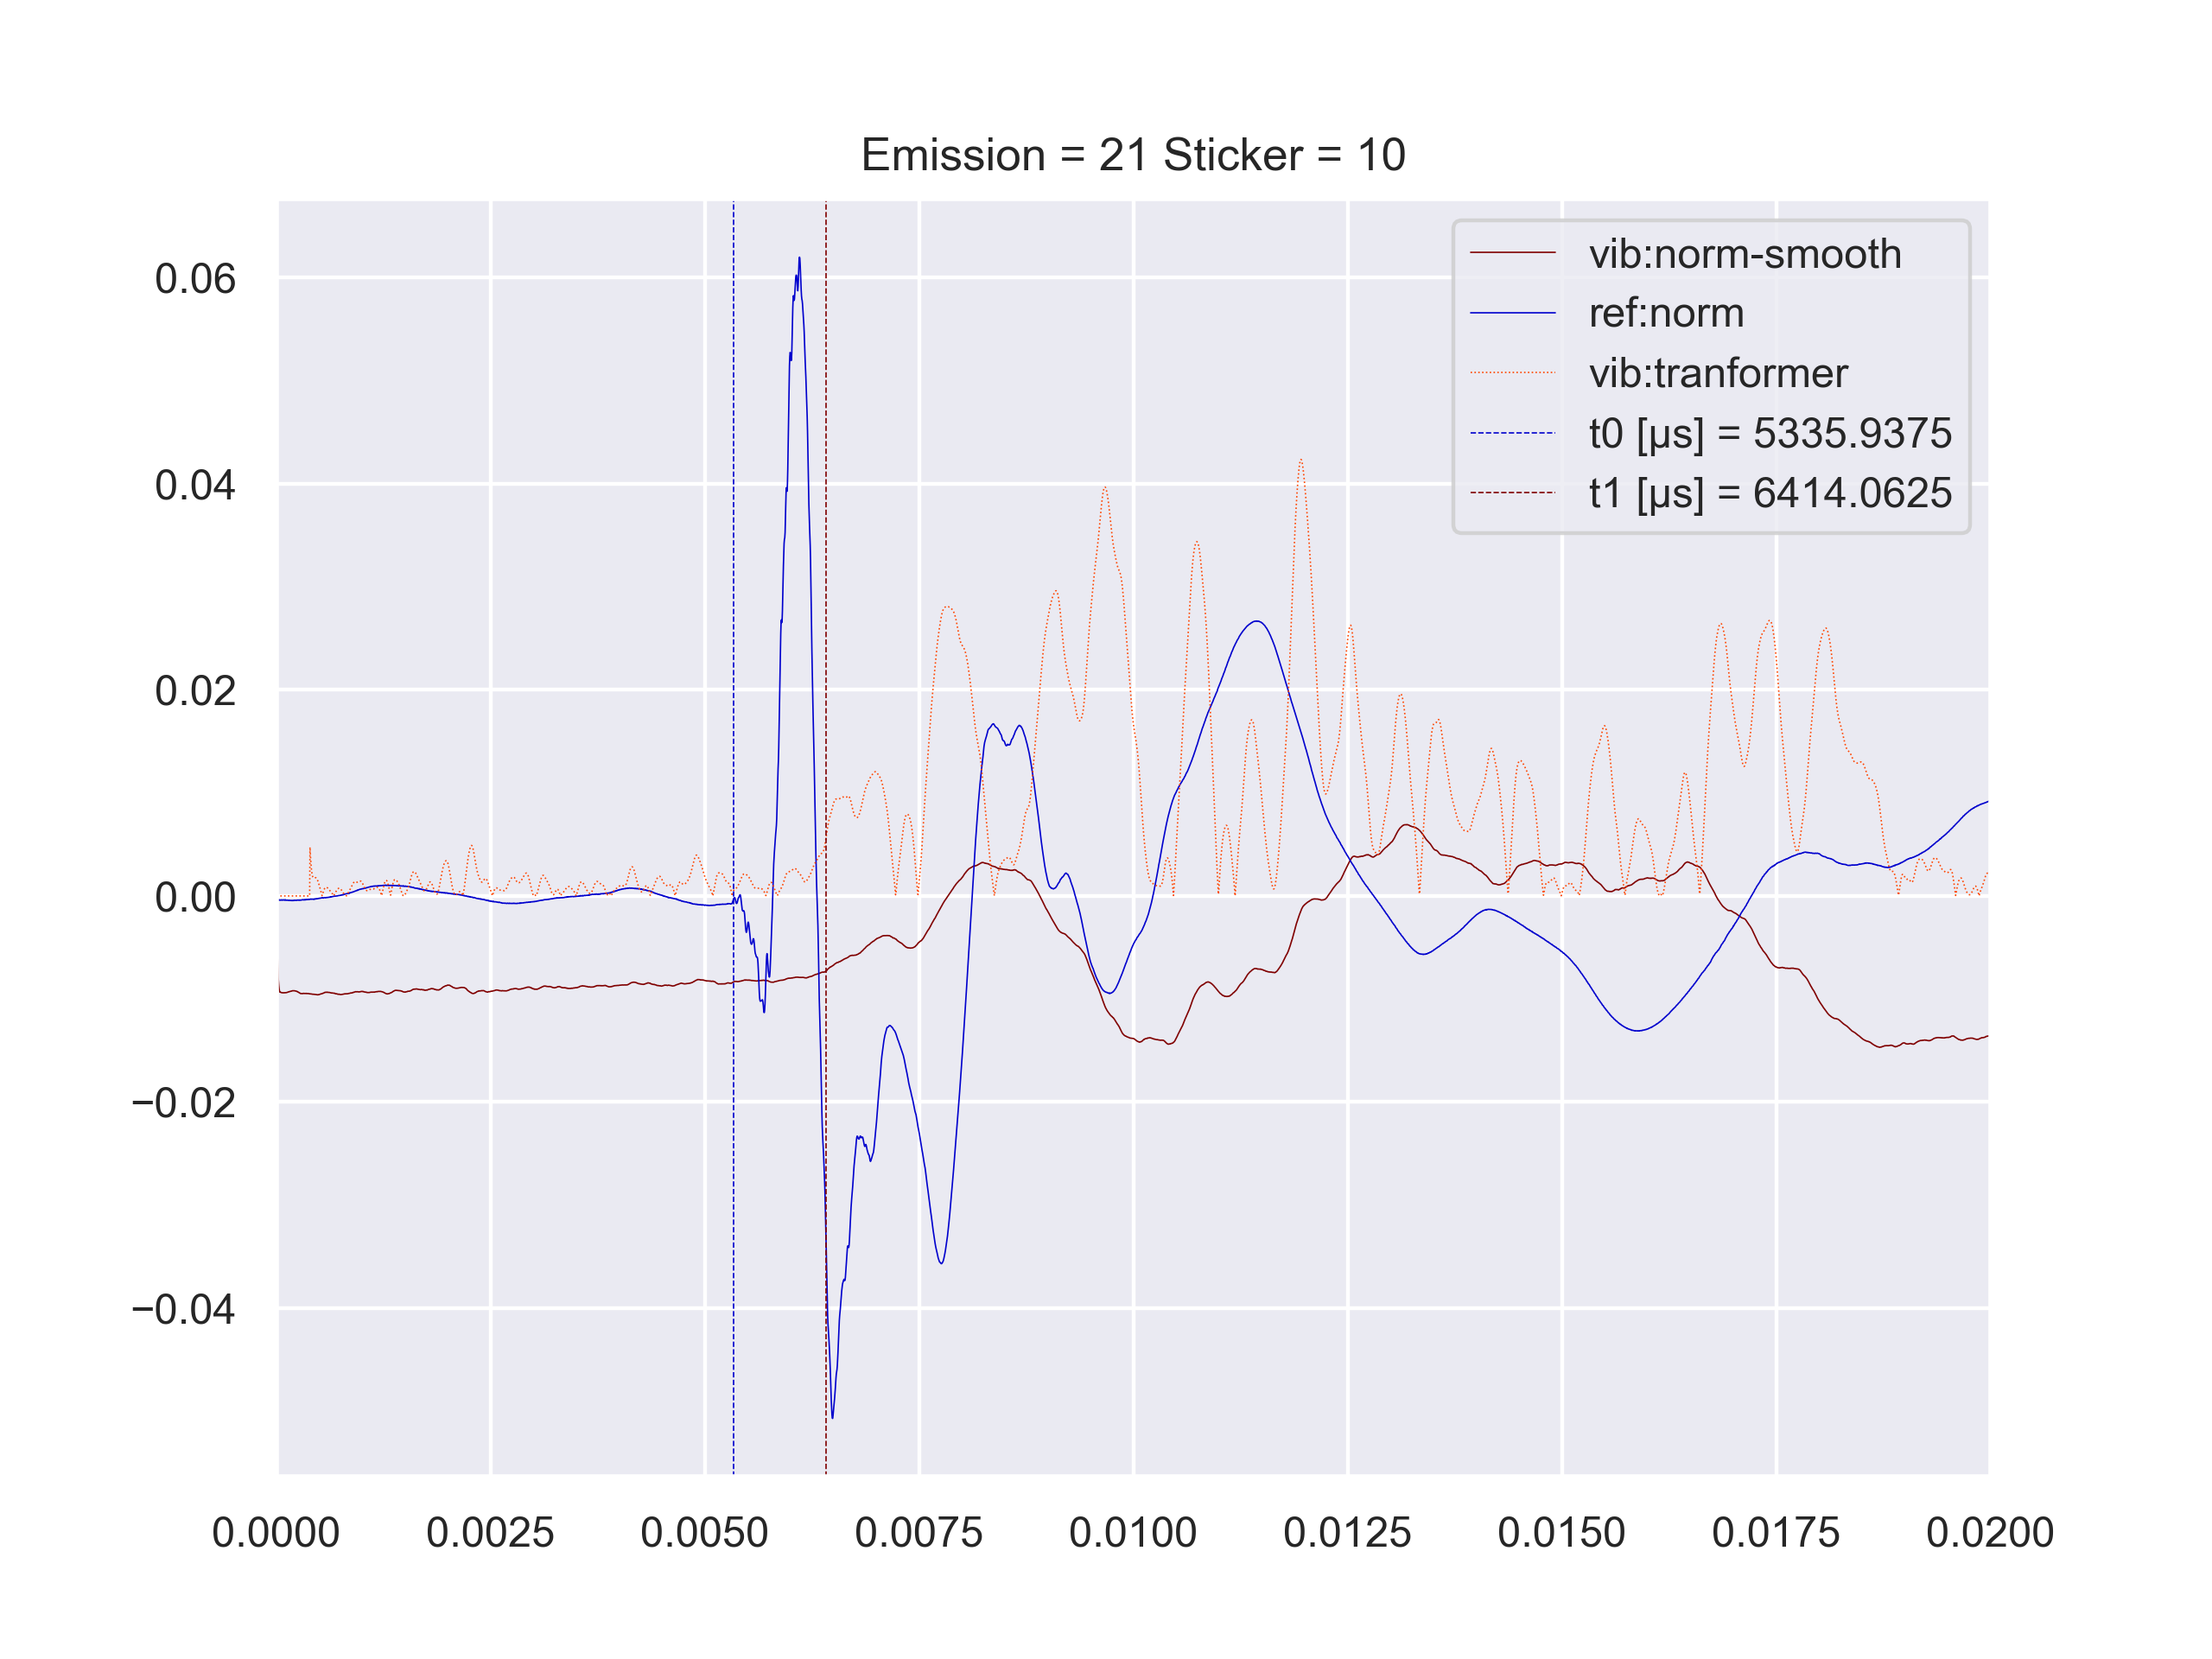 Emission = 21 Sticker = 10
vib:norm-smooth
ref:norm
vib:tranformer
t0 [µs] = 5335.9375
t1 [µs] = 6414.0625
0.06
0.04
0.02
0.00
−0.02
−0.04
0.0000 0.0025 0.0050 0.0075 0.0100 0.0125 0.0150 0.0175 0.0200